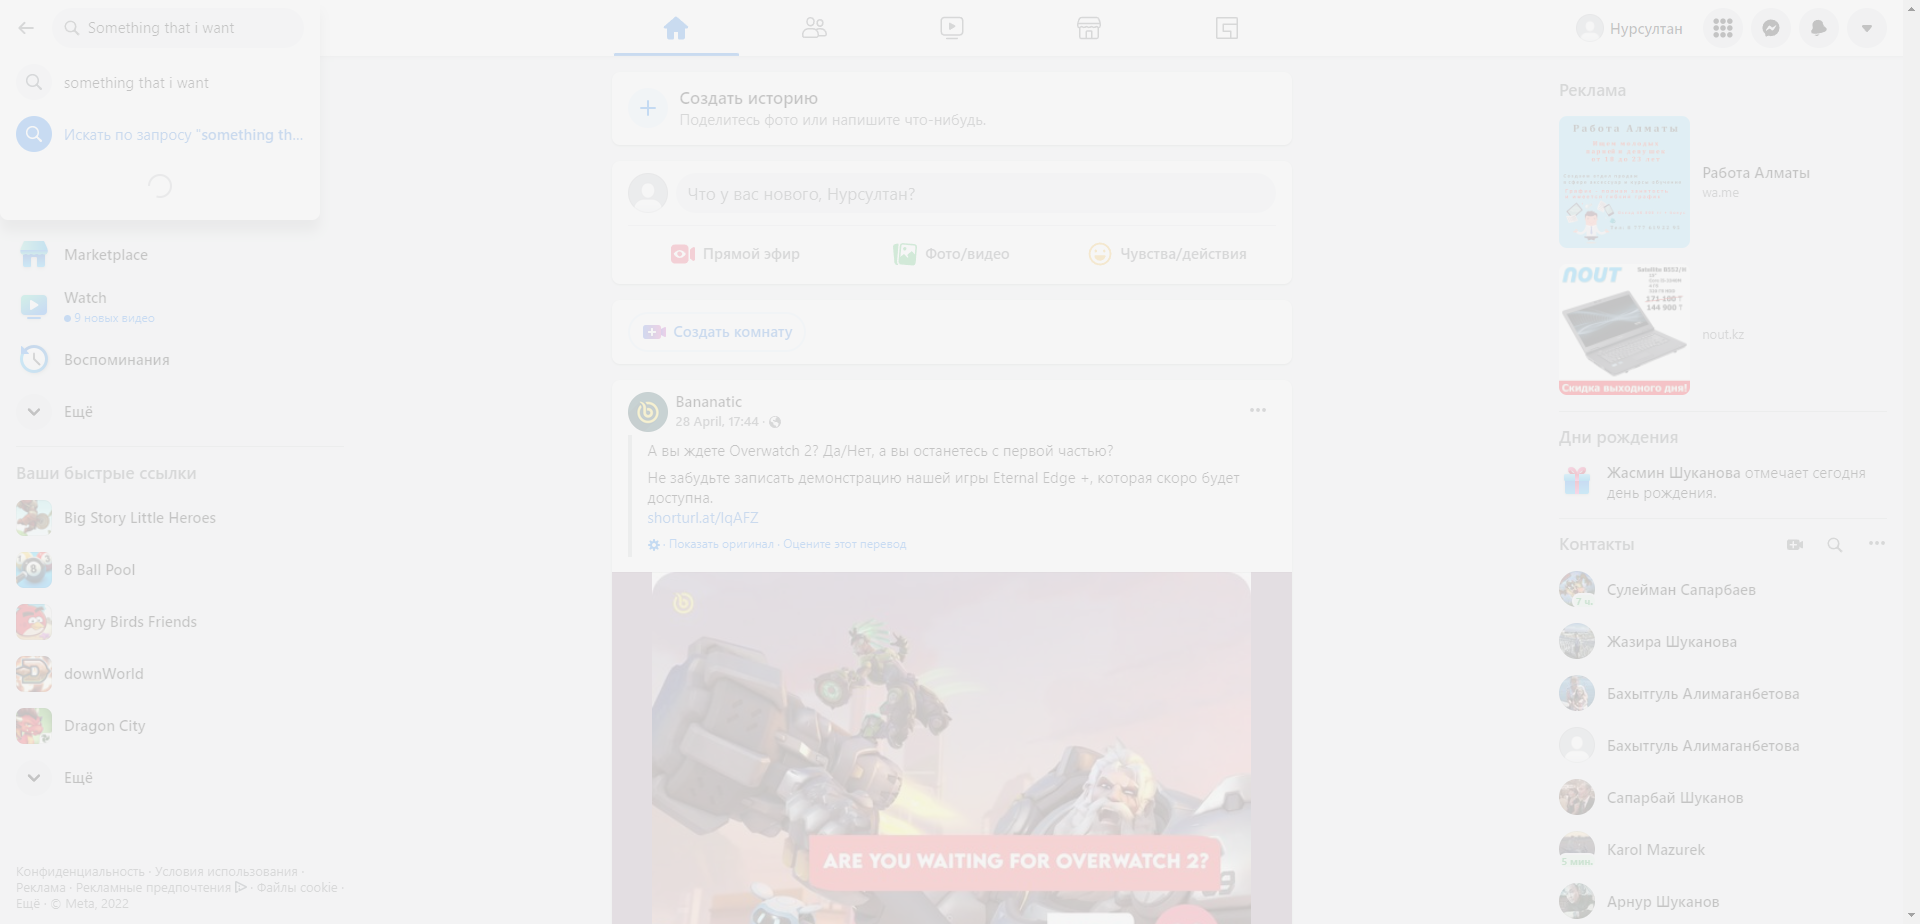 Something that i want
Нурсултан
something that i want
Искать по запросу "something th...
Marketplace
Watch
9 новых видео
Воспоминания
Ещё
Ваши быстрые ссылки
Big Story Little Heroes
8 Ball Pool
Angry Birds Friends
downWorld
Dragon City
Ещё
Конфиденциальность · Условия использования ·
Реклама · Рекламные предпочтения · Файлы cookie ·
Ещё · © Meta, 2022
Создать историю
Поделитесь фото или напишите что-нибудь.
Что у вас нового, Нурсултан?
Прямой эфир
Фото/видео
Чувства/действия
Создать комнату
Bananatic
28 April, 17:44 ·
А вы ждете Overwatch 2? Да/Нет, а вы останетесь с первой частью?
Не забудьте записать демонстрацию нашей игры Eternal Edge +, которая скоро будет
доступна.
shorturl.at/lqAFZ
· Показать оригинал · Оцените этот перевод
ARE YOU WAITING FOR OVERWATCH 2?
Реклама
Работа Алматы
Работа Алматы
wa.me
nout
171-100 ₸
144 900 ₸
Скидка выходного дня!
nout.kz
Дни рождения
Жасмин Шуканова отмечает сегодня
день рождения.
Контакты
Сулейман Сапарбаев
7 ч.
Жазира Шуканова
Бахытгуль Алимаганбетова
Бахытгуль Алимаганбетова
Сапарбай Шуканов
Karol Mazurek
5 мин.
Арнур Шуканов